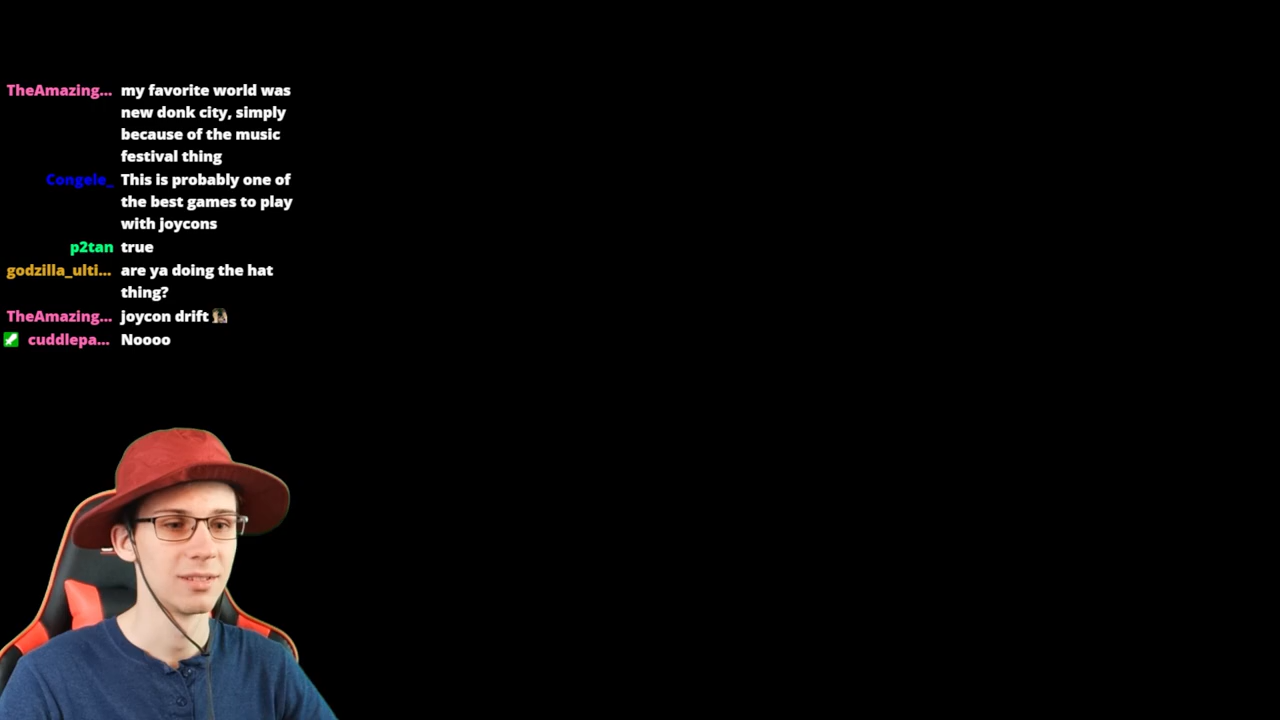 TheAmazing... my favorite world was
new donk city, simply
because of the music
festival thing
Congele_ This is probably one of
the best games to play
with joycons
p2tan true
godzilla_ulti... are ya doing the hat
thing?
TheAmazing... joycon drift
cuddlepa... Noooo